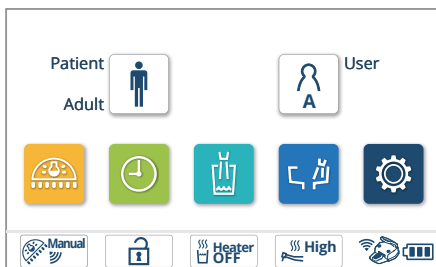 Patient
User
Adult
A
Manual
Heater
OFF
High